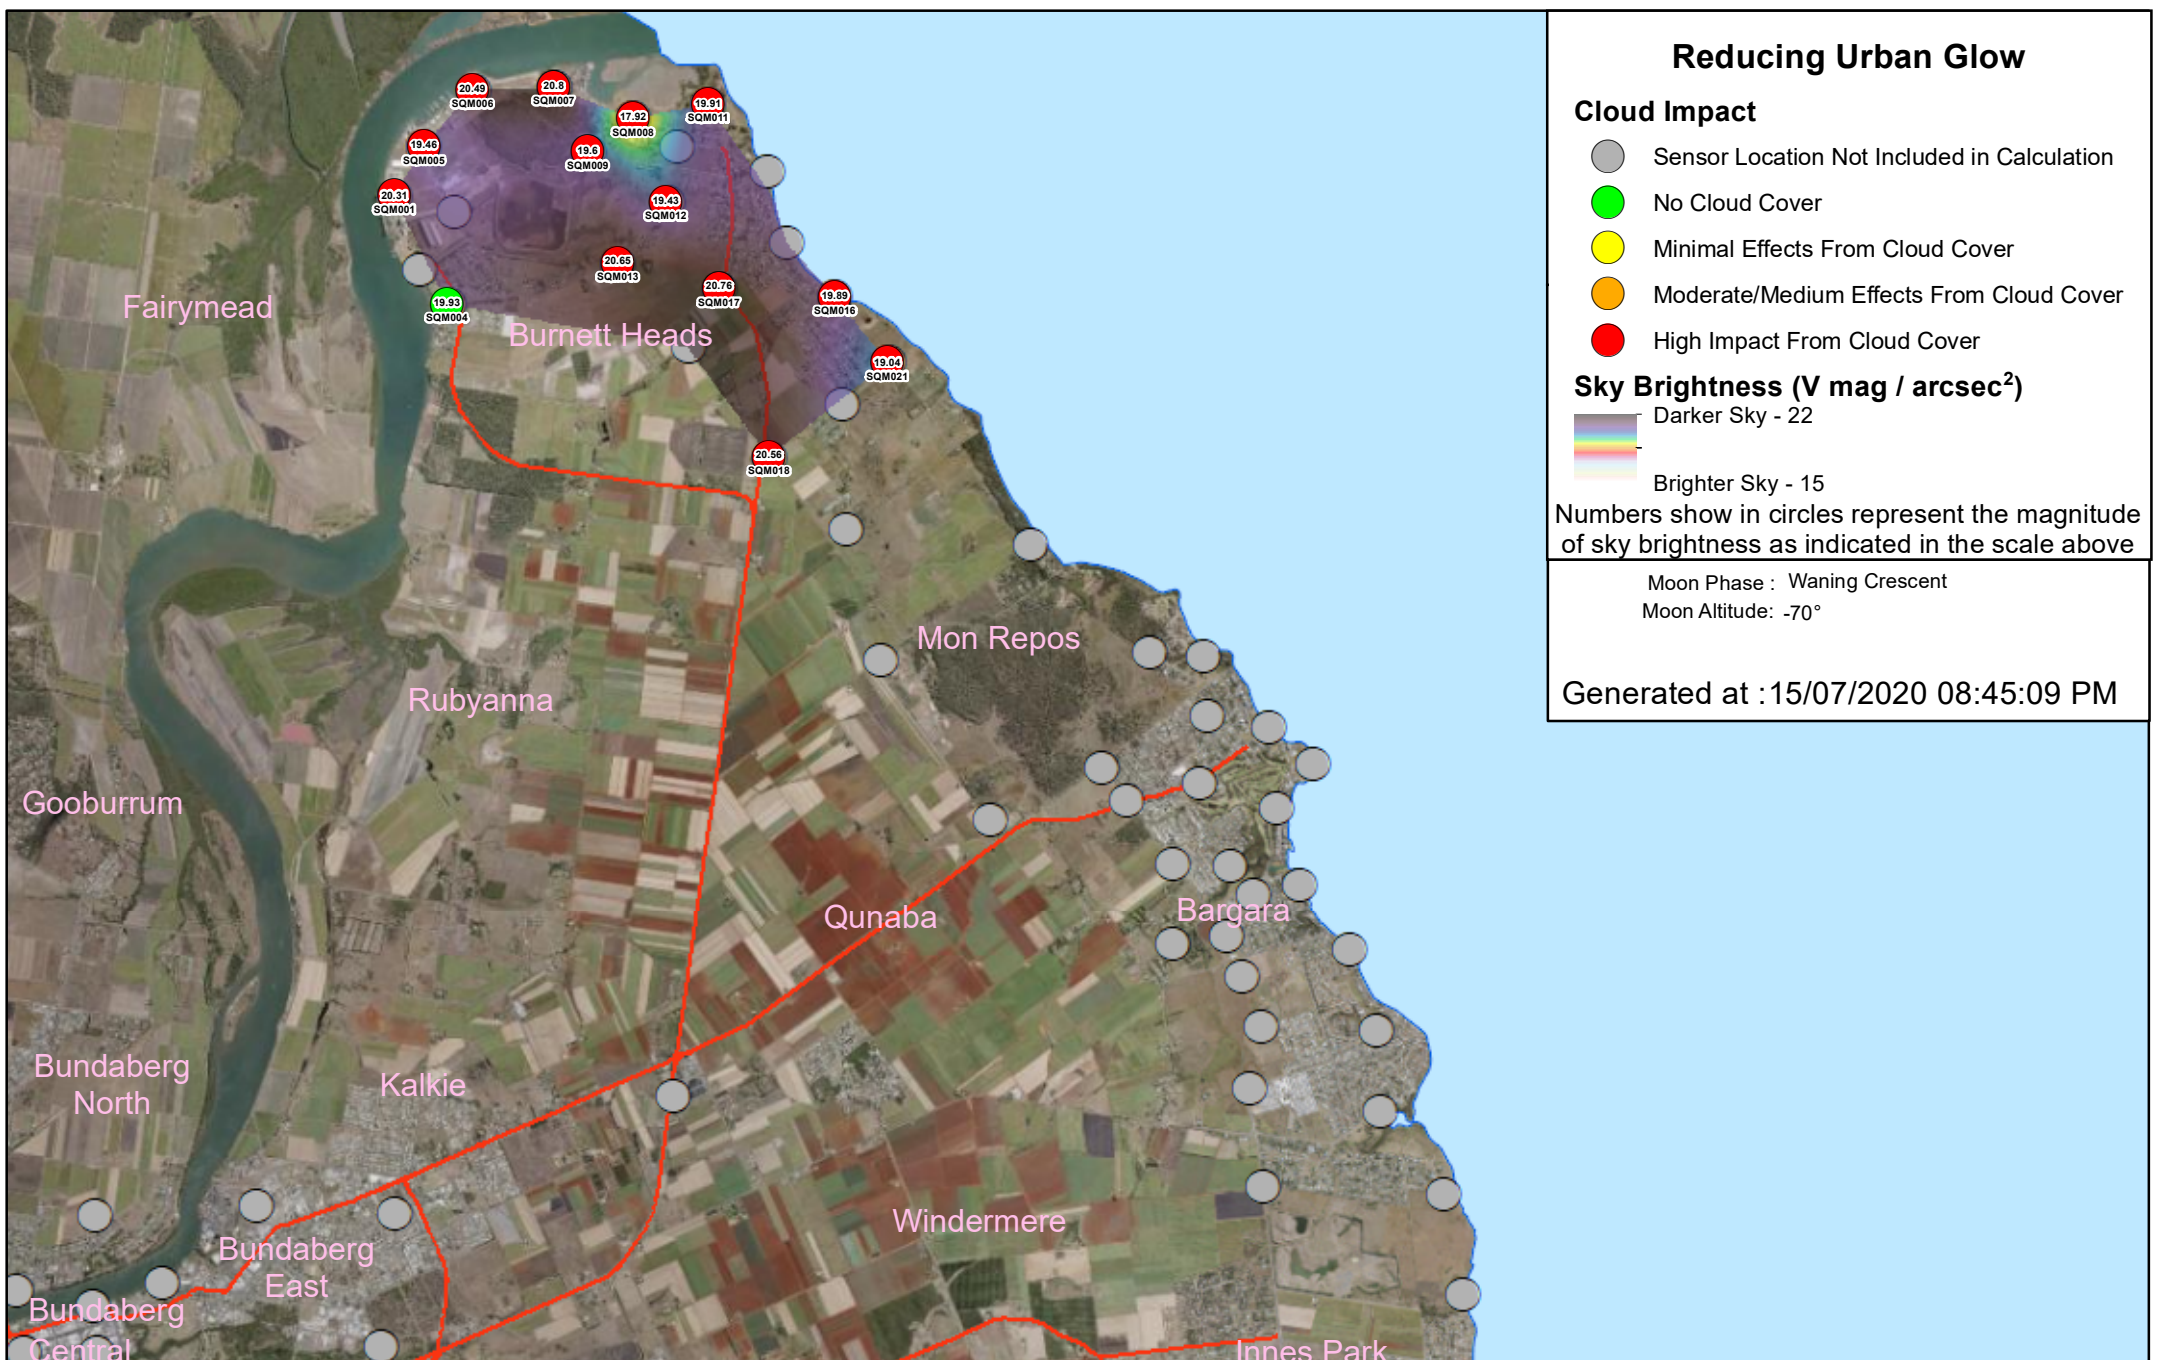 Reducing Urban Glow
Cloud Impact
Sensor Location Not Included in Calculation
No Cloud Cover
Minimal Effects From Cloud Cover
Moderate/Medium Effects From Cloud Cover
High Impact From Cloud Cover
Sky Brightness (V mag / arcsec²)
Darker Sky - 22
Brighter Sky - 15
Numbers show in circles represent the magnitude
of sky brightness as indicated in the scale above
Moon Phase : Waning Crescent
Moon Altitude: -70°
Generated at :15/07/2020 08:45:09 PM
20.49
SQM006
20.8
SQM007
17.92
SQM008
19.91
SQM011
19.46
SQM005
19.6
SQM009
20.31
SQM001
19.43
SQM012
20.65
SQM013
20.76
SQM017
19.89
SQM016
19.93
SQM004
19.04
SQM021
20.56
SQM018
Fairymead
Burnett Heads
Mon Repos
Rubyanna
Gooburrum
Qunaba
Bargara
Bundaberg
North
Kalkie
Windermere
Bundaberg
East
Bundaberg
Central
Innes Park